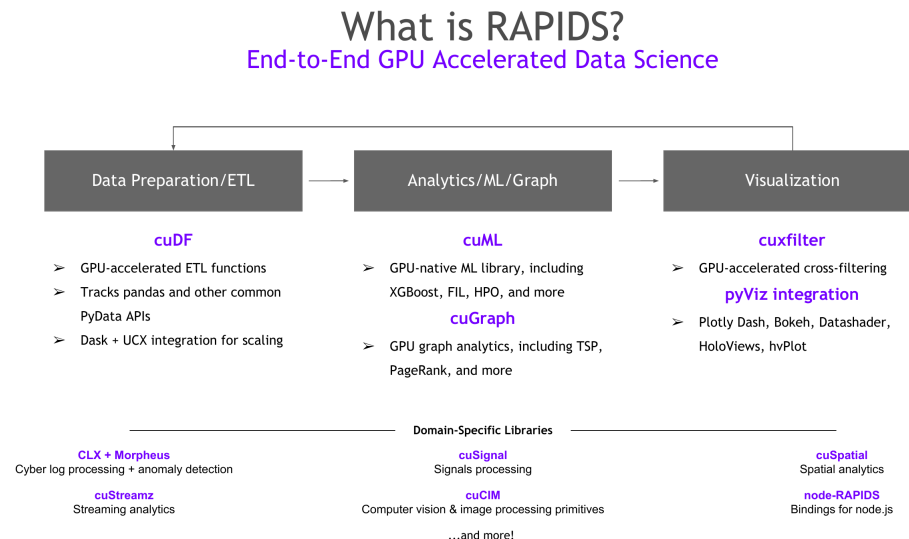 What is RAPIDS?
End-to-End GPU Accelerated Data Science
Data Preparation/ETL
Analytics/ML/Graph
Visualization
cuDF
➢ GPU-accelerated ETL functions
➢ Tracks pandas and other common
PyData APIs
➢ Dask + UCX integration for scaling
cuML
➢ GPU-native ML library, including
XGBoost, FIL, HPO, and more
cuGraph
➢ GPU graph analytics, including TSP,
PageRank, and more
cuxfilter
➢ GPU-accelerated cross-filtering
pyViz integration
➢ Plotly Dash, Bokeh, Datashader,
HoloViews, hvPlot
Domain-Specific Libraries
CLX + Morpheus
Cyber log processing + anomaly detection
cuSignal
Signals processing
cuSpatial
Spatial analytics
cuStreamz
Streaming analytics
cuCIM
Computer vision & image processing primitives
node-RAPIDS
Bindings for node.js
...and more!